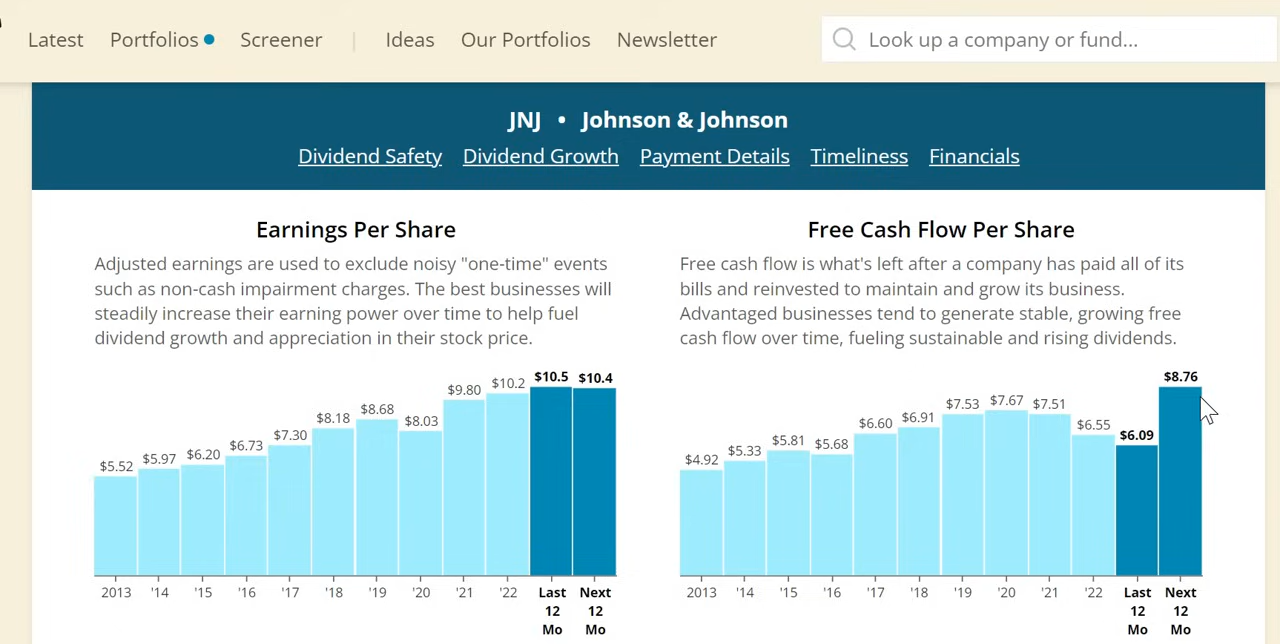 Latest Portfolios Screener | Ideas Our Portfolios Newsletter Look up a company or fund...
JNJ • Johnson & Johnson
Dividend Safety Dividend Growth Payment Details Timeliness Financials
Earnings Per Share
Adjusted earnings are used to exclude noisy "one-time" events
such as non-cash impairment charges. The best businesses will
steadily increase their earning power over time to help fuel
dividend growth and appreciation in their stock price.
$5.52 $5.97 $6.20 $6.73 $7.30 $8.18 $8.68 $8.03 $9.80 $10.2 $10.5 $10.4
2013 '14 '15 '16 '17 '18 '19 '20 '21 '22 Last Next
12 12
Mo Mo
Free Cash Flow Per Share
Free cash flow is what's left after a company has paid all of its
bills and reinvested to maintain and grow its business.
Advantaged businesses tend to generate stable, growing free
cash flow over time, fueling sustainable and rising dividends.
$4.92 $5.33 $5.81 $5.68 $6.60 $6.91 $7.53 $7.67 $7.51 $6.55 $6.09 $8.76
2013 '14 '15 '16 '17 '18 '19 '20 '21 '22 Last Next
12 12
Mo Mo